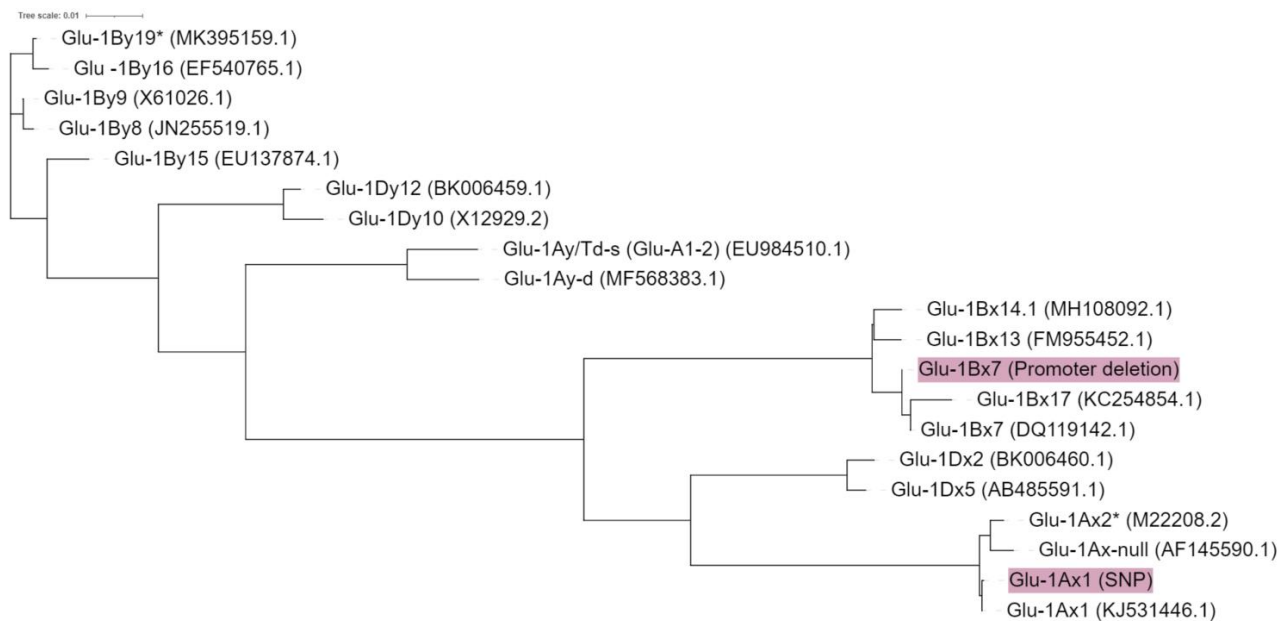 Tree scale: 0.01
Glu-1By19* (MK395159.1)
Glu -1By16 (EF540765.1)
Glu-1By9 (X61026.1)
Glu-1By8 (JN255519.1)
Glu-1By15 (EU137874.1)
Glu-1Dy12 (BK006459.1)
Glu-1Dy10 (X12929.2)
Glu-1Ay/Td-s (Glu-A1-2) (EU984510.1)
Glu-1Ay-d (MF568383.1)
Glu-1Bx14.1 (MH108092.1)
Glu-1Bx13 (FM955452.1)
Glu-1Bx7 (Promoter deletion)
Glu-1Bx17 (KC254854.1)
Glu-1Bx7 (DQ119142.1)
Glu-1Dx2 (BK006460.1)
Glu-1Dx5 (AB485591.1)
Glu-1Ax2* (M22208.2)
Glu-1Ax-null (AF145590.1)
Glu-1Ax1 (SNP)
Glu-1Ax1 (KJ531446.1)